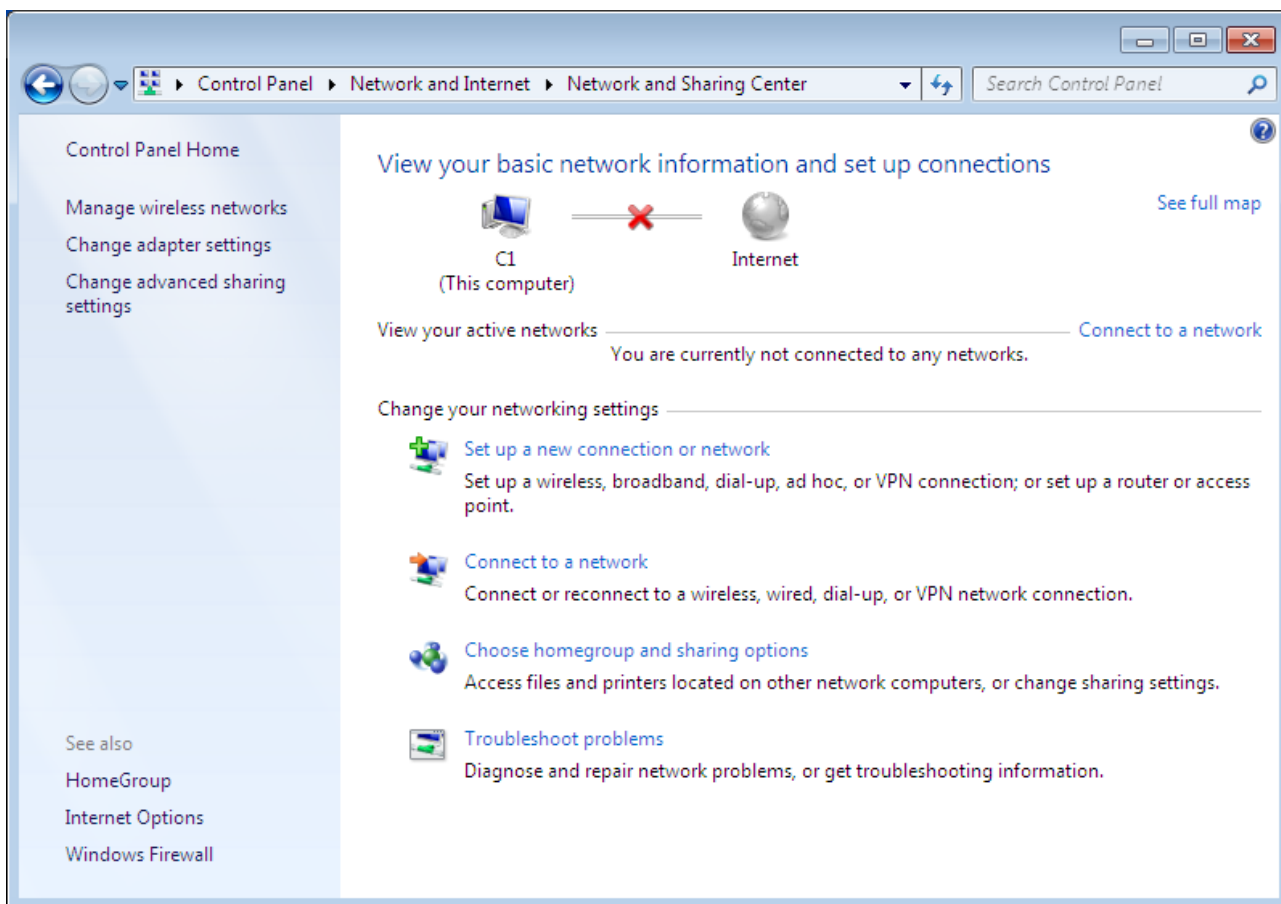 Control Panel Network and Internet Network and Sharing Center Search Control Panel
Control Panel Home
Manage wireless networks
Change adapter settings
Change advanced sharing
settings
See also
HomeGroup
Internet Options
Windows Firewall
View your basic network information and set up connections
See full map
C1
(This computer)
Internet
View your active networks Connect to a network
You are currently not connected to any networks.
Change your networking settings
Set up a new connection or network
Set up a wireless, broadband, dial-up, ad hoc, or VPN connection; or set up a router or access
point.
Connect to a network
Connect or reconnect to a wireless, wired, dial-up, or VPN network connection.
Choose homegroup and sharing options
Access files and printers located on other network computers, or change sharing settings.
Troubleshoot problems
Diagnose and repair network problems, or get troubleshooting information.